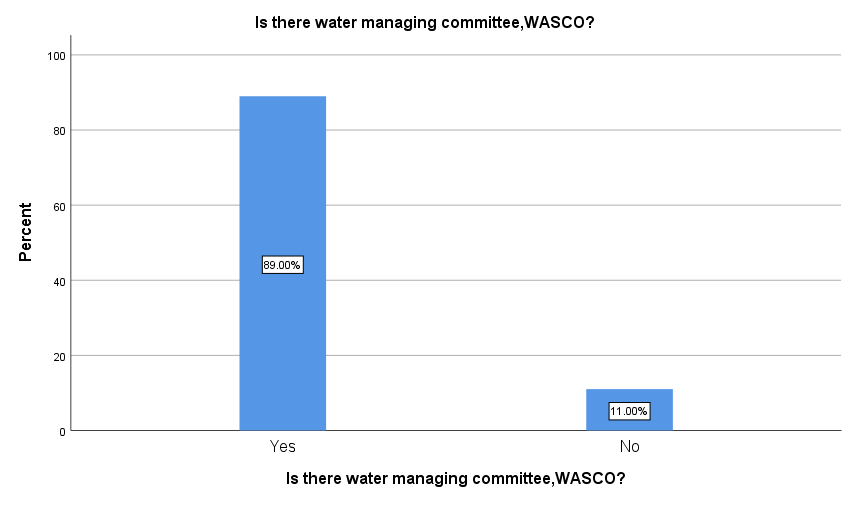 Is there water managing committee,WASCO?
100
80
60
40
20
0
Percent
89.00%
11.00%
Yes
No
Is there water managing committee,WASCO?